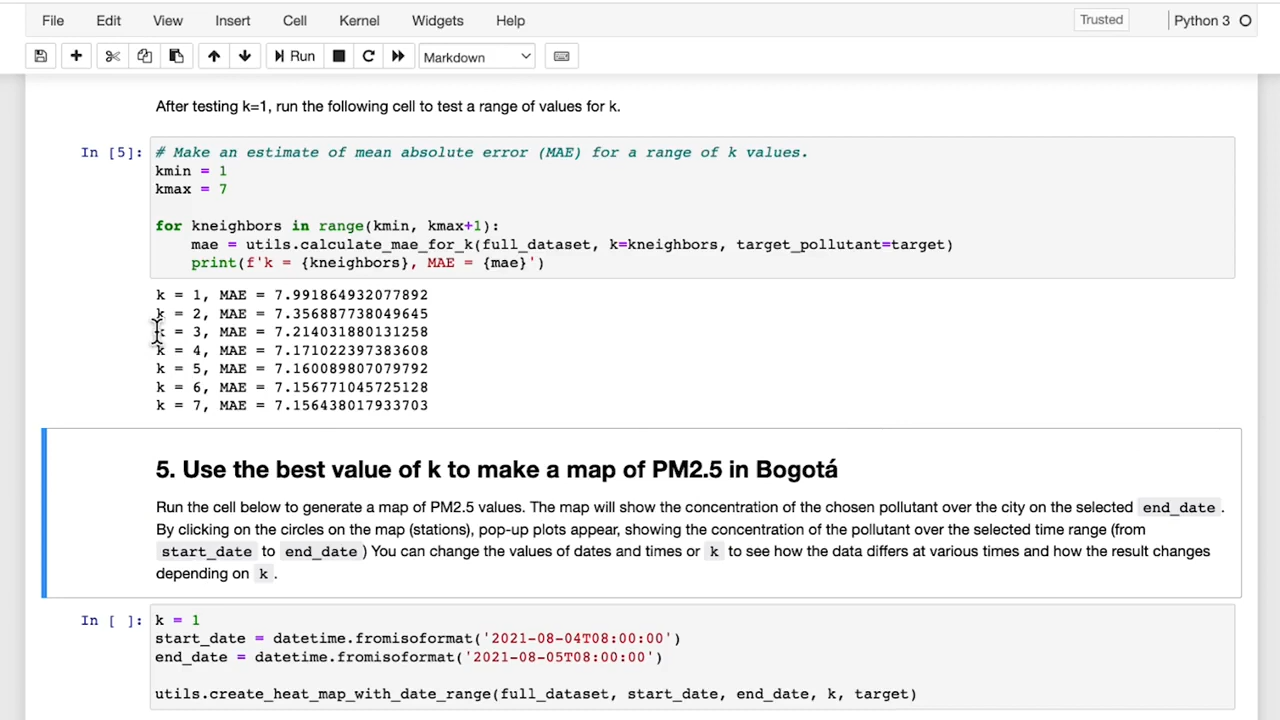 File Edit View Insert Cell Kernel Widgets Help Trusted Python 3
Run Markdown
After testing k=1, run the following cell to test a range of values for k.
In [5]: # Make an estimate of mean absolute error (MAE) for a range of k values.
kmin = 1
kmax = 7
for kneighbors in range(kmin, kmax+1):
mae = utils.calculate_mae_for_k(full_dataset, k=kneighbors, target_pollutant=target)
print(f'k = {kneighbors}, MAE = {mae}')
k = 1, MAE = 7.991864932077892
k = 2, MAE = 7.356887738049645
k = 3, MAE = 7.214031880131258
k = 4, MAE = 7.171022397383608
k = 5, MAE = 7.160089807079792
k = 6, MAE = 7.156771045725128
k = 7, MAE = 7.156438017933703
5. Use the best value of k to make a map of PM2.5 in Bogotá
Run the cell below to generate a map of PM2.5 values. The map will show the concentration of the chosen pollutant over the city on the selected end_date .
By clicking on the circles on the map (stations), pop-up plots appear, showing the concentration of the pollutant over the selected time range (from
start_date to end_date ) You can change the values of dates and times or k to see how the data differs at various times and how the result changes
depending on k .
In [ ]: k = 1
start_date = datetime.fromisoformat('2021-08-04T08:00:00')
end_date = datetime.fromisoformat('2021-08-05T08:00:00')
utils.create_heat_map_with_date_range(full_dataset, start_date, end_date, k, target)